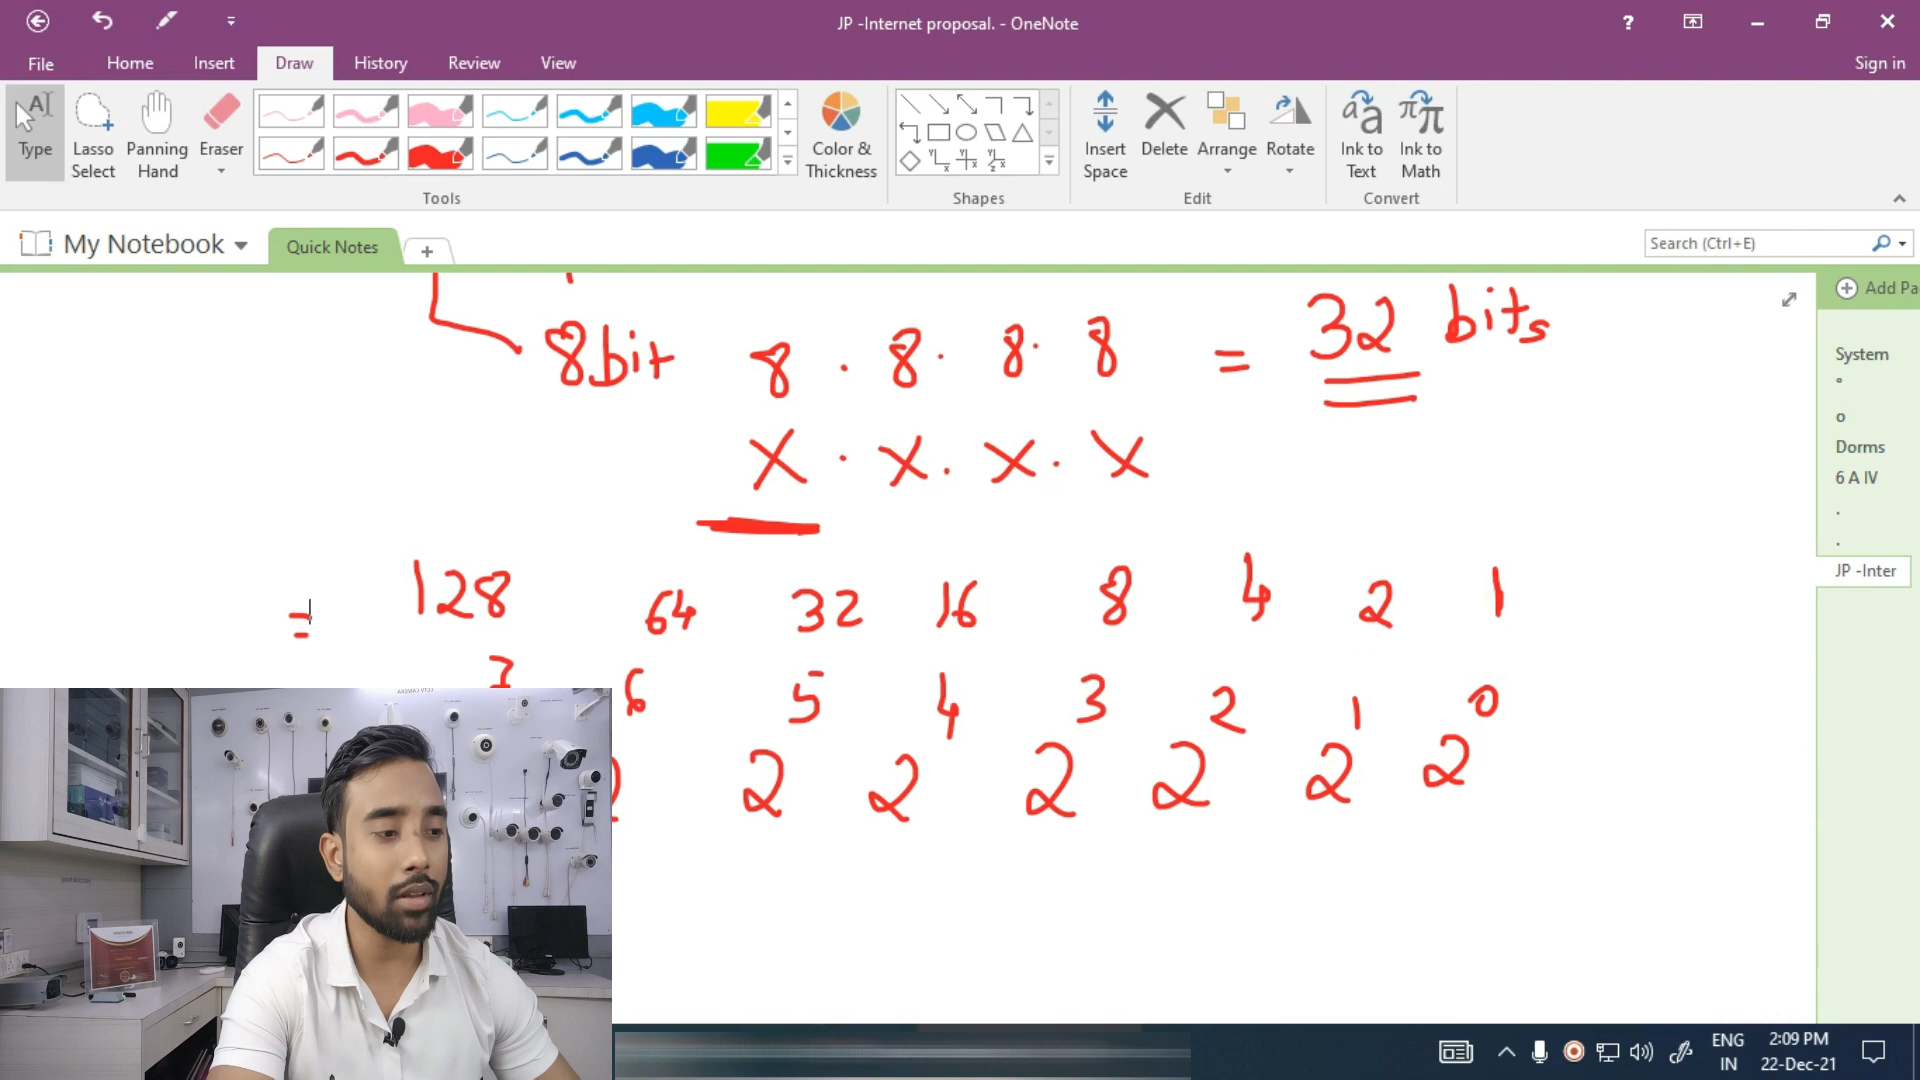 JP -Internet proposal. - OneNote
File Home Insert Draw History Review View Sign in
Type Lasso Select Panning Hand Eraser Color & Thickness Insert Space Delete Arrange Rotate Ink to Text Ink to Math
Tools Shapes Edit Convert
My Notebook Quick Notes Search (Ctrl+E)
Add Pa
System
Dorms
6 A IV
JP -Inter
8bit 8 . 8 . 8 . 8 = 32 bits
X . X . X . X
= 128 64 32 16 8 4 2 1
7 6 5 4 3 2 1 0
2 2 2 2 2 2 2
ENG 2:09 PM
IN 22-Dec-21